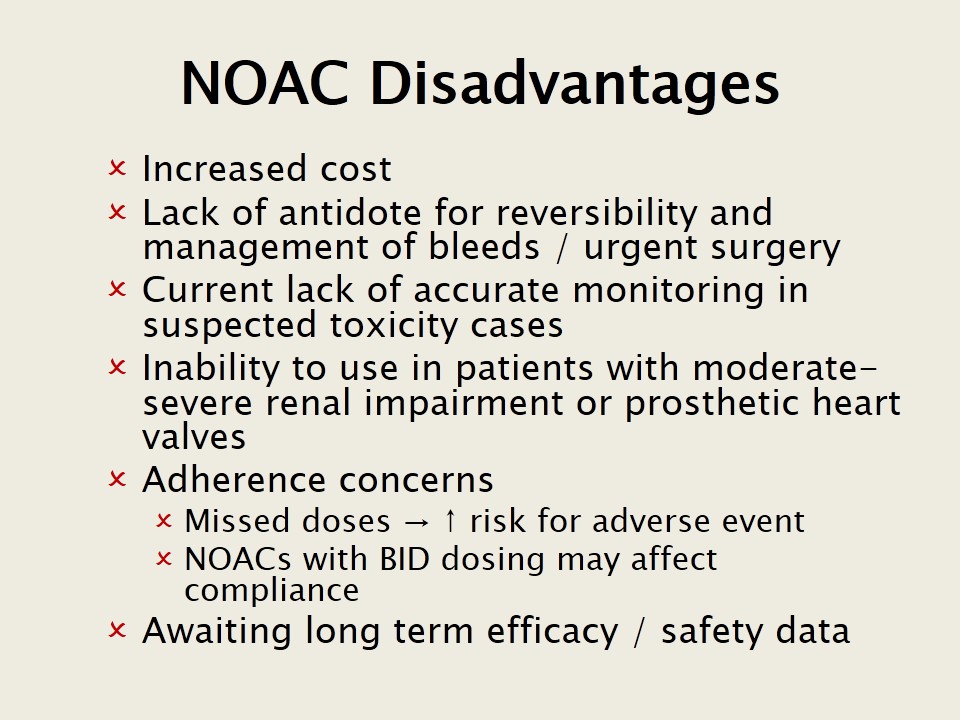 NOAC Disadvantages
× Increased cost
× Lack of antidote for reversibility and
management of bleeds / urgent surgery
× Current lack of accurate monitoring in
suspected toxicity cases
× Inability to use in patients with moderate-
severe renal impairment or prosthetic heart
valves
× Adherence concerns
× Missed doses → ↑ risk for adverse event
× NOACs with BID dosing may affect
compliance
× Awaiting long term efficacy / safety data